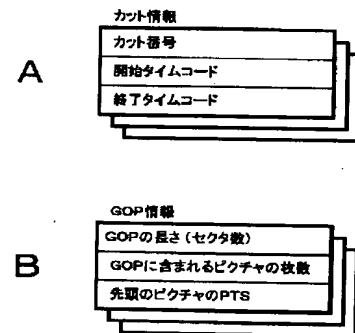 カット情報
カット番号
開始タイムコード
終了タイムコード
A
GOP情報
GOPの長さ(セクタ数)
GOPに含まれるピクチャの枚数
先頭のピクチャのPTS
B